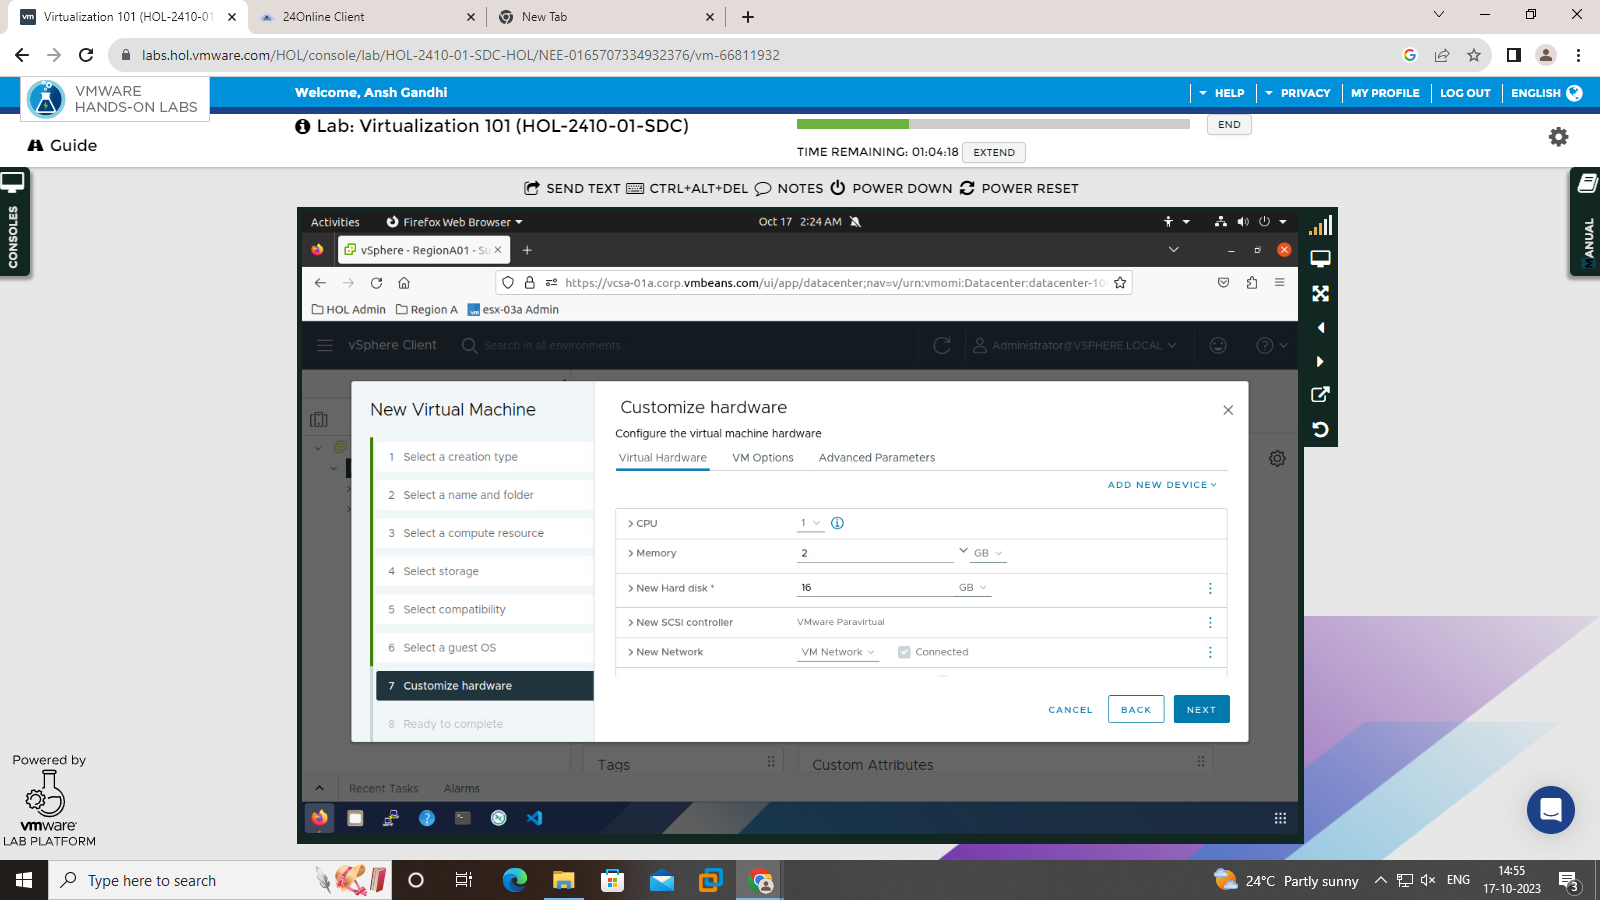 Virtualization 101 (HOL-2410-01
24Online Client
New Tab
labs.hol.vmware.com/HOL/console/lab/HOL-2410-01-SDC-HOL/NEE-0165707334932376/vm-66811932
VMWARE
HANDS-ON LABS
Welcome, Ansh Gandhi
HELP
PRIVACY
MY PROFILE
LOG OUT
ENGLISH
Lab: Virtualization 101 (HOL-2410-01-SDC)
END
Guide
TIME REMAINING: 01:04:18
EXTEND
SEND TEXT
CTRL+ALT+DEL
NOTES
POWER DOWN
POWER RESET
CONSOLES
MANUAL
Activities
Firefox Web Browser
Oct 17 2:24 AM
vSphere - RegionA01 - Su
https://vcsa-01a.corp.vmbeans.com/ui/app/datacenter;nav=v/urn:vmomi:Datacenter:datacenter-10
HOL Admin
Region A
esx-03a Admin
vSphere Client
Search in all environments
Administrator@VSPHERE.LOCAL
New Virtual Machine
1 Select a creation type
2 Select a name and folder
3 Select a compute resource
4 Select storage
5 Select compatibility
6 Select a guest OS
7 Customize hardware
8 Ready to complete
Customize hardware
Configure the virtual machine hardware
Virtual Hardware
VM Options
Advanced Parameters
ADD NEW DEVICE
CPU 1
Memory 2 GB
New Hard disk * 16 GB
New SCSI controller VMware Paravirtual
New Network VM Network Connected
CANCEL
BACK
NEXT
Tags
Custom Attributes
Recent Tasks
Alarms
Powered by
vmware
LAB PLATFORM
Type here to search
24°C Partly sunny
ENG
14:55
17-10-2023
3